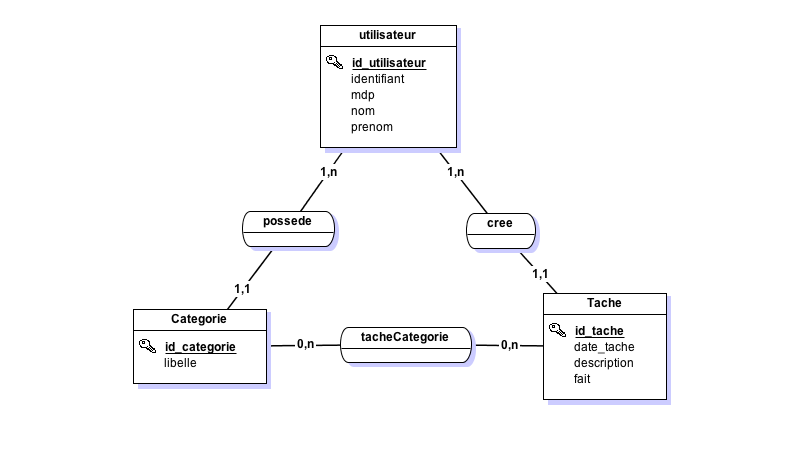 utilisateur
id_utilisateur
identifiant
mdp
nom
prenom
1,n
1,n
possede
cree
1,1
1,1
Categorie
id_categorie
libelle
0,n
tacheCategorie
0,n
Tache
id_tache
date_tache
description
fait